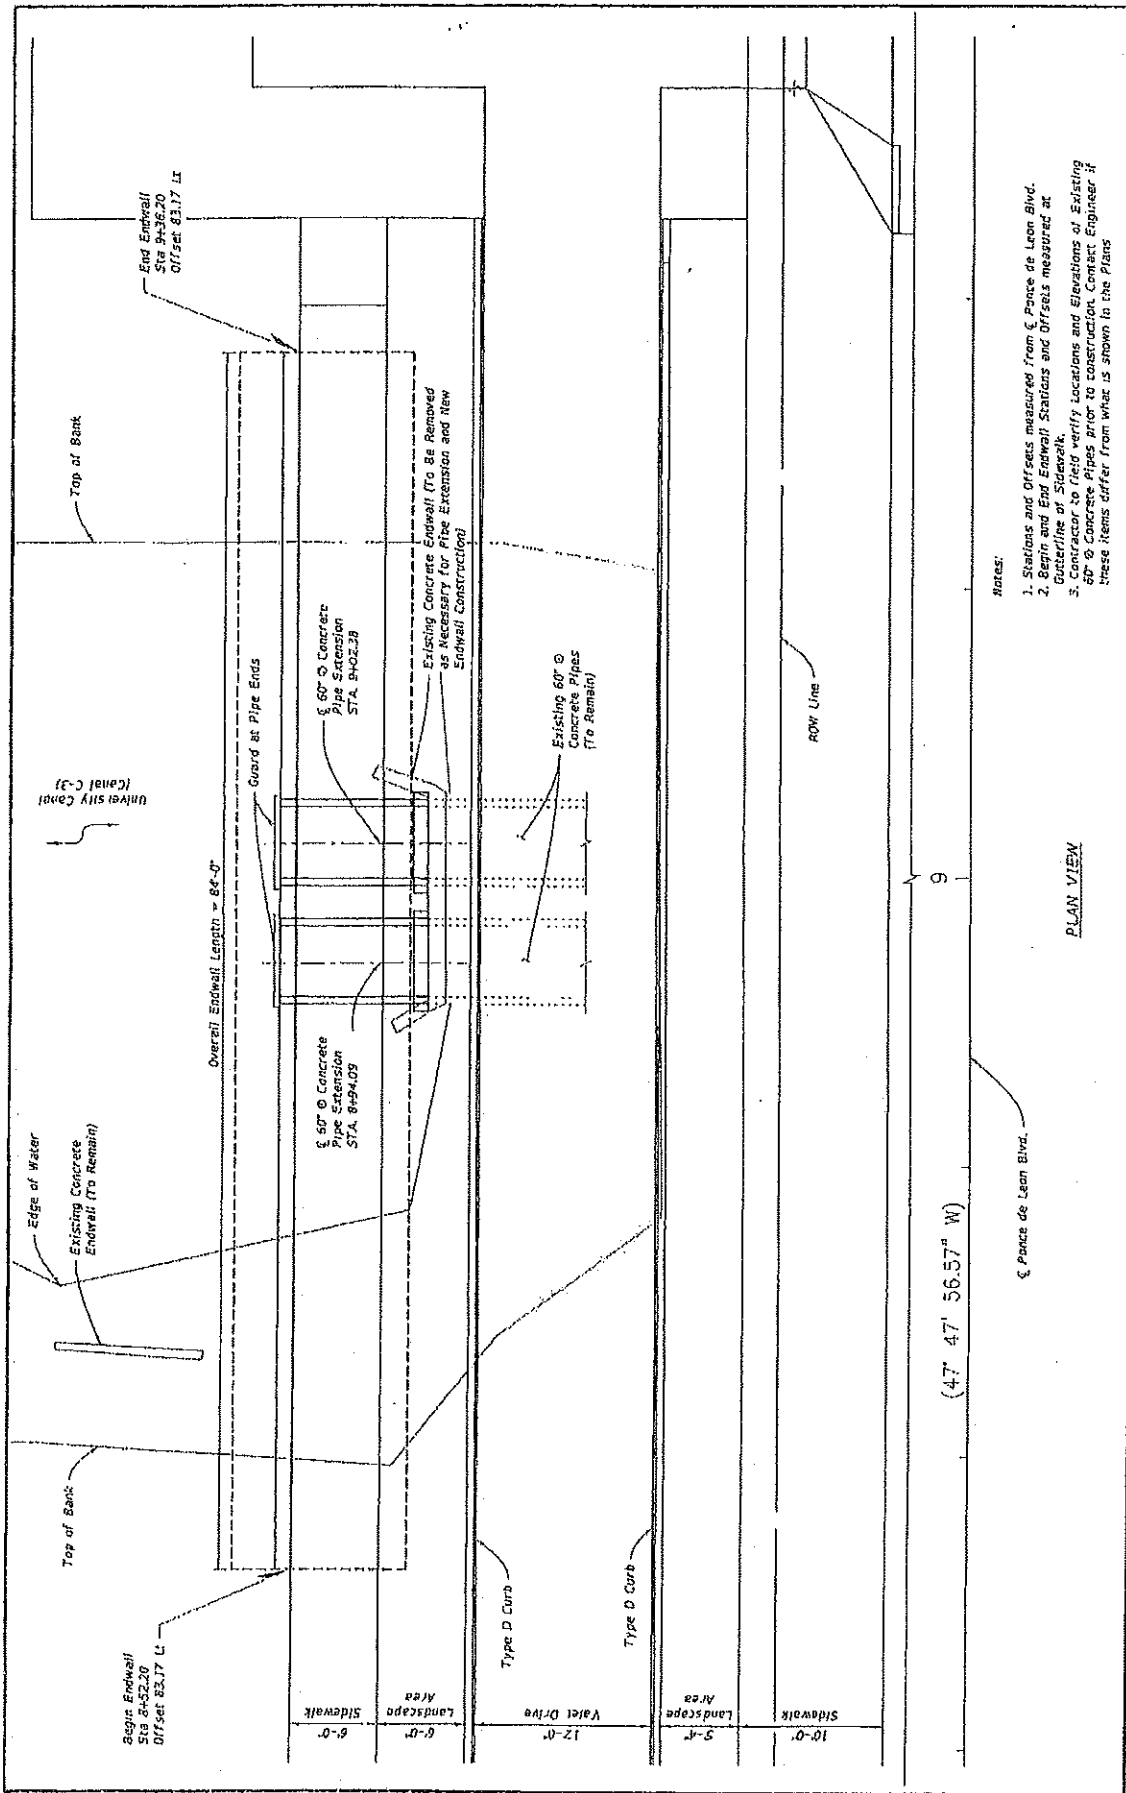 Begin Endwall
Sta 8+52.20
Offset 83.17 Lt
Top of Bank
Existing Concrete
Endwall (To Remain)
Edge of Water
Overall Endwall Length = 84'-0"
University Canal
(Canal C-3)
Guard at Pipe Ends
Top of Bank
End Endwall
Sta 9+36.20
Offset 83.17 Lt
℄ 60" ⌀ Concrete
Pipe Extension
STA. 8+94.09
℄ 60" ⌀ Concrete
Pipe Extension
STA. 9+02.38
Existing Concrete Endwall (To Be Removed
as Necessary for Pipe Extension and New
Endwall Construction)
Existing 60" ⌀
Concrete Pipes
(To Remain)
6'-0"
Sidewalk
6'-0"
Landscape
Area
12'-0"
Valet Drive
5'-4"
Landscape
Area
10'-0"
Sidewalk
Type D Curb
Type D Curb
ROW Line
9
(47° 47' 56.57" W)
℄ Ponce de Leon Blvd.
PLAN VIEW
Notes:
1. Stations and Offsets measured from ℄ Ponce de Leon Blvd.
2. Begin and End Endwall Stations and Offsets measured at
Gutterline of Sidewalk.
3. Contractor to field verify Locations and Elevations of Existing
60" ⌀ Concrete Pipes prior to construction. Contact Engineer if
these items differ from what is shown in the Plans